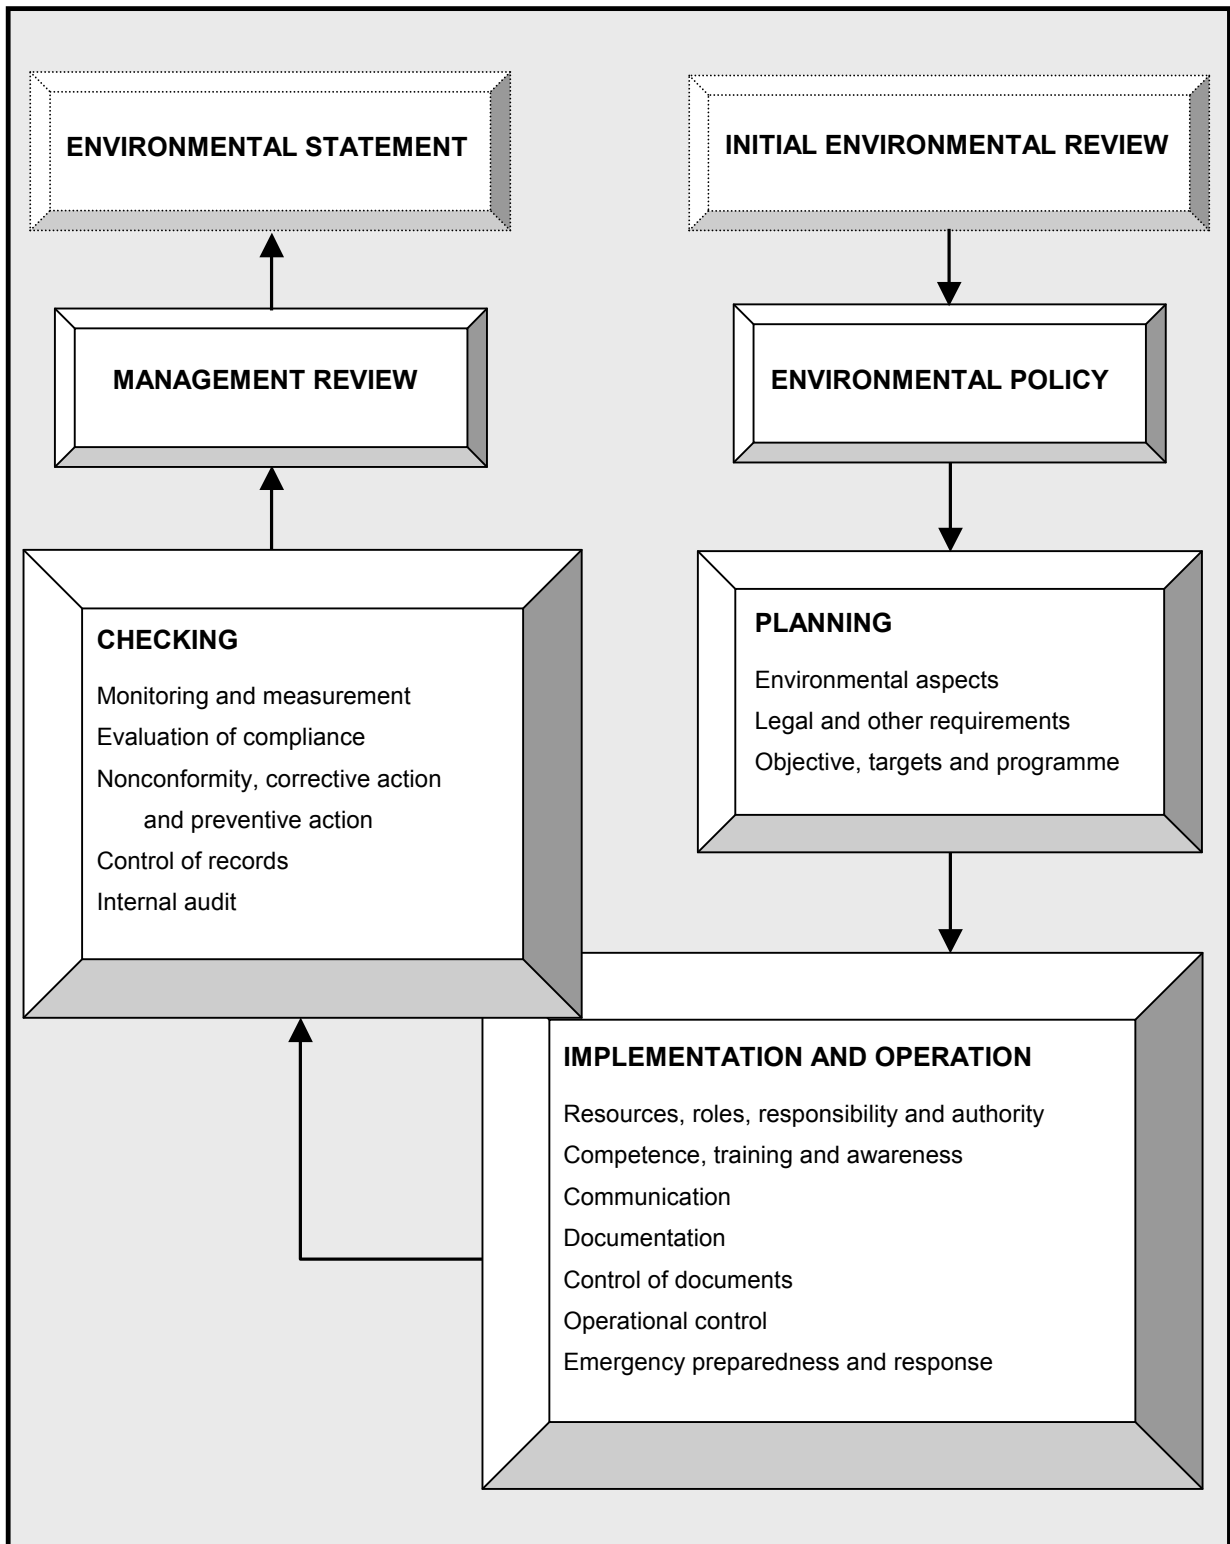 ENVIRONMENTAL STATEMENT
INITIAL ENVIRONMENTAL REVIEW
MANAGEMENT REVIEW
ENVIRONMENTAL POLICY
CHECKING
Monitoring and measurement
Evaluation of compliance
Nonconformity, corrective action
and preventive action
Control of records
Internal audit
PLANNING
Environmental aspects
Legal and other requirements
Objective, targets and programme
IMPLEMENTATION AND OPERATION
Resources, roles, responsibility and authority
Competence, training and awareness
Communication
Documentation
Control of documents
Operational control
Emergency preparedness and response